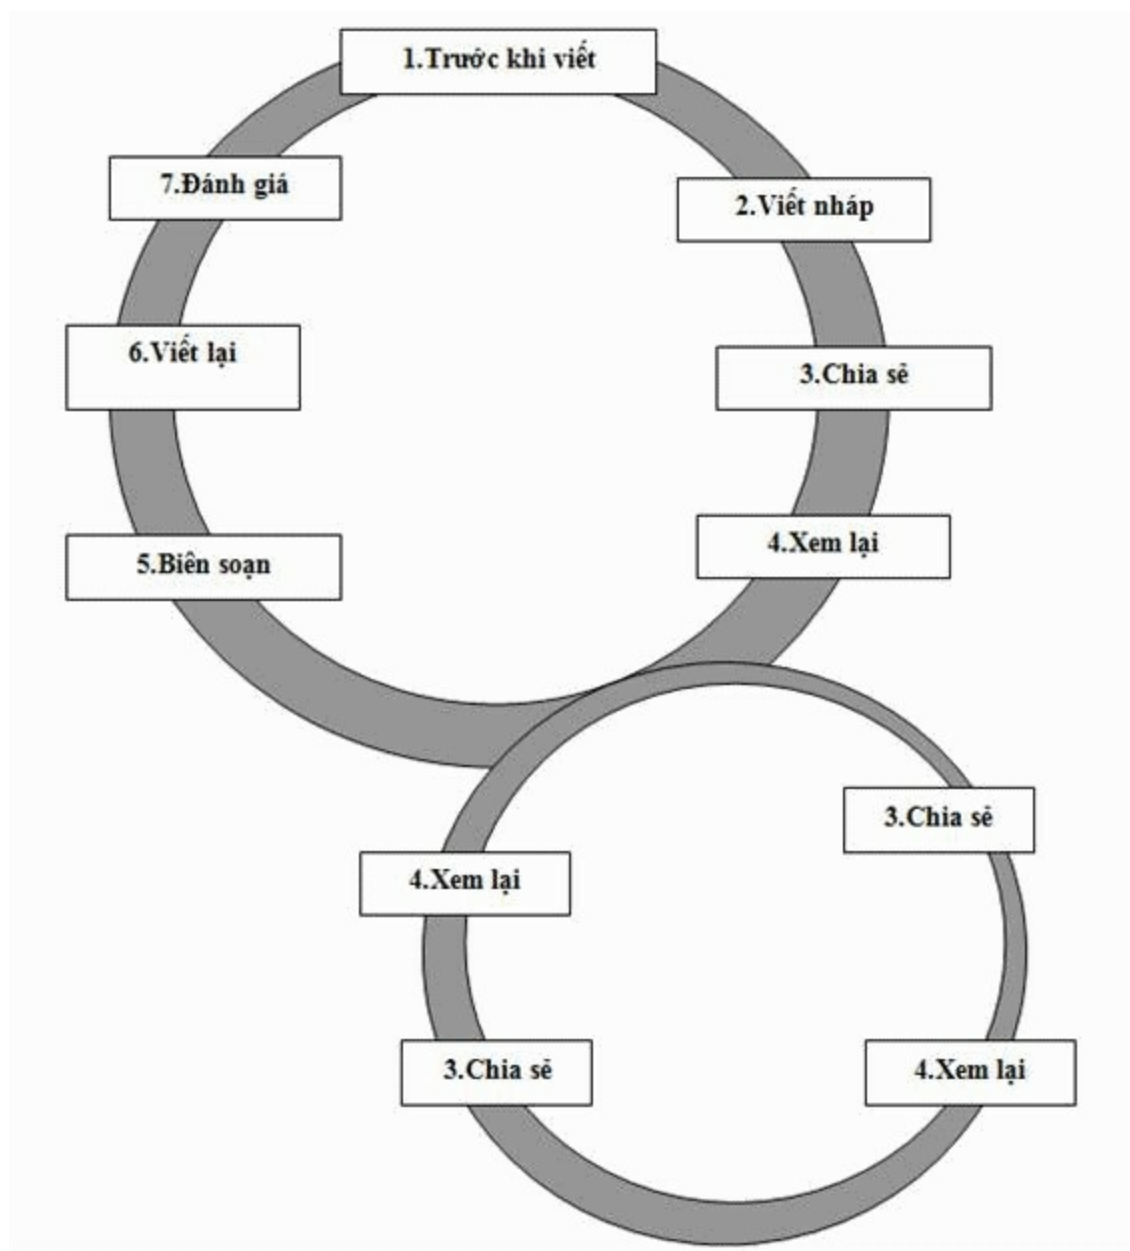 1.Trước khi viết
7.Đánh giá
2.Viết nháp
6.Viết lại
3.Chia sẻ
4.Xem lại
5.Biên soạn
3.Chia sẻ
4.Xem lại
3.Chia sẻ
4.Xem lại